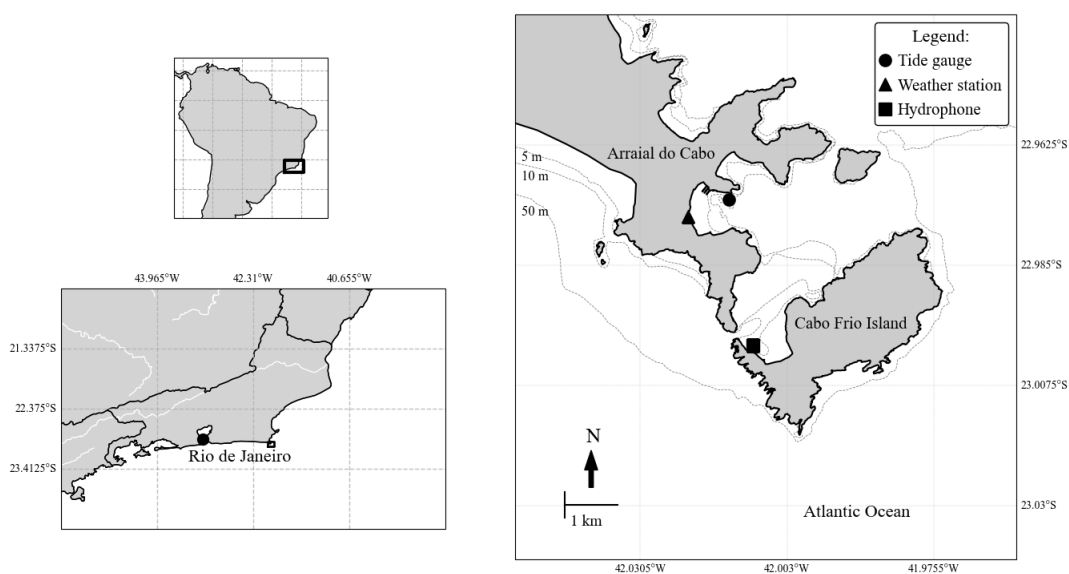 43.965°W 42.31°W 40.655°W
21.3375°S
22.375°S
23.4125°S
Rio de Janeiro
Legend:
Tide gauge
Weather station
Hydrophone
Arraial do Cabo
5 m
10 m
50 m
Cabo Frio Island
N
1 km
Atlantic Ocean
22.9625°S
22.985°S
23.0075°S
23.03°S
42.0305°W 42.003°W 41.9755°W